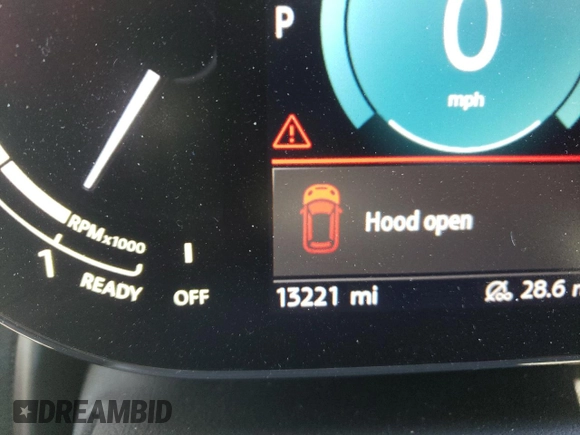 P
0
mph
Hood open
RPM x1000
1
READY
OFF
13221 mi
28.6
DREAMBID